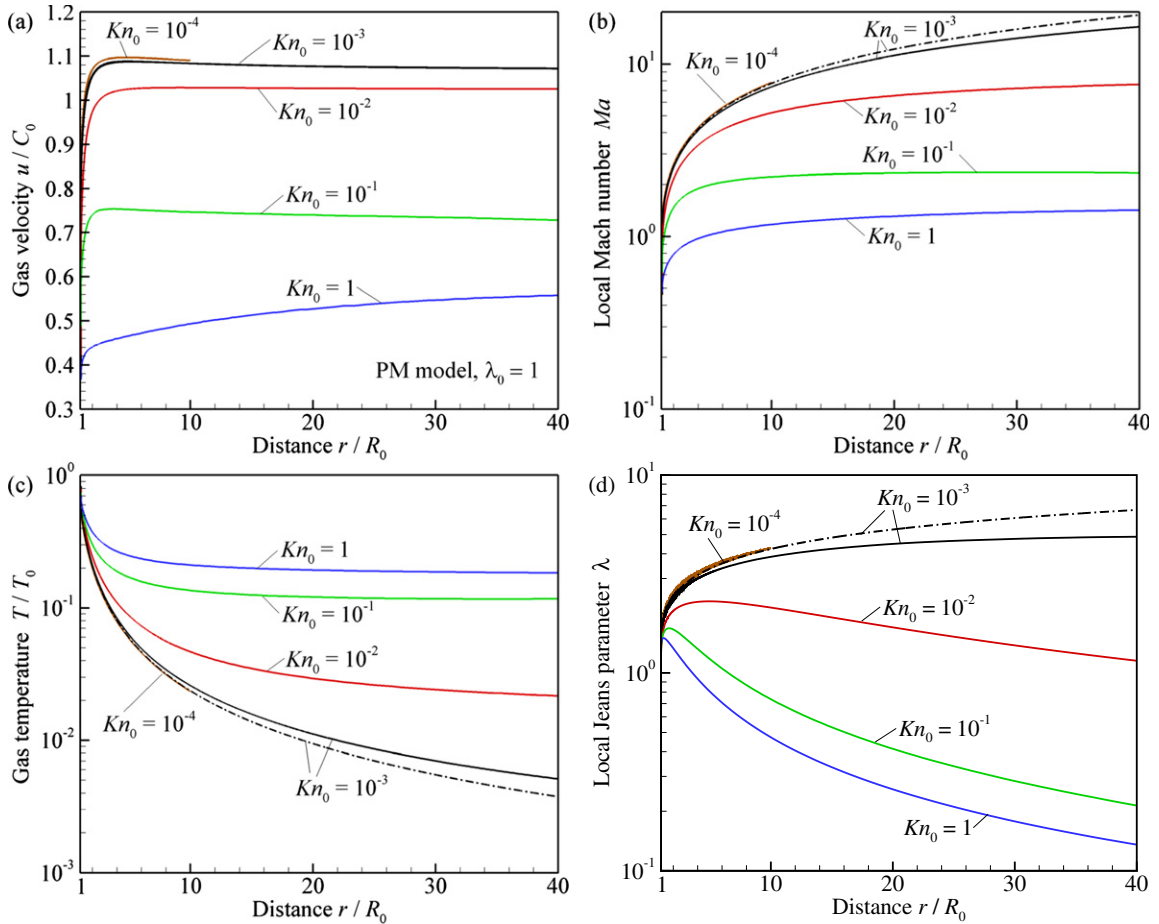 (a)
1.2
1.1
1
0.9
0.8
0.7
0.6
0.5
0.4
0.3
Gas velocity u / C₀
Kn₀ = 10⁻⁴
Kn₀ = 10⁻³
Kn₀ = 10⁻²
Kn₀ = 10⁻¹
Kn₀ = 1
PM model, λ₀ = 1
1 10 20 30 40
Distance r / R₀
(b)
10¹
10⁰
10⁻¹
Local Mach number Ma
Kn₀ = 10⁻³
Kn₀ = 10⁻⁴
Kn₀ = 10⁻²
Kn₀ = 10⁻¹
Kn₀ = 1
1 10 20 30 40
Distance r / R₀
(c)
10⁰
10⁻¹
10⁻²
10⁻³
Gas temperature T / T₀
Kn₀ = 1
Kn₀ = 10⁻¹
Kn₀ = 10⁻²
Kn₀ = 10⁻⁴
Kn₀ = 10⁻³
1 10 20 30 40
Distance r / R₀
(d)
10¹
10⁰
10⁻¹
Local Jeans parameter λ
Kn₀ = 10⁻³
Kn₀ = 10⁻⁴
Kn₀ = 10⁻²
Kn₀ = 10⁻¹
Kn₀ = 1
1 10 20 30 40
Distance r / R₀